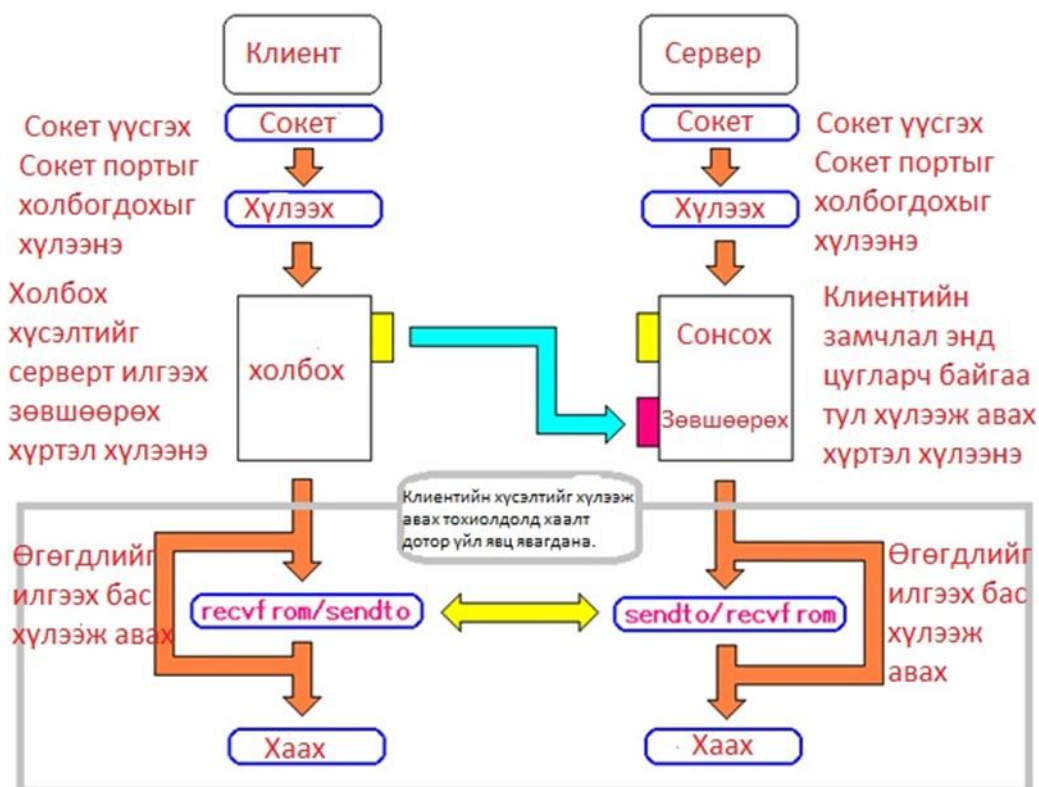 Клиент
Сервер
Сокет үүсгэх
Сокет
Сокет
Сокет үүсгэх
Сокет портыг
холбогдохыг
хүлээнэ
Хүлээх
Хүлээх
Сокет портыг
холбогдохыг
хүлээнэ
Холбох
хүсэлтийг
серверт илгээх
зөвшөөрөх
хүртэл хүлээнэ
холбох
Сонсох
Зөвшөөрөх
Клиентийн
замчлал энд
цугларч байгаа
тул хүлээж авах
хүртэл хүлээнэ
Клиентийн хүсэлтийг хүлээж
авах тохиолдолд хаалт
дотор үйл явц явагдана.
Өгөгдлийг
илгээх бас
хүлээж авах
recvfrom/sendto
sendto/recvfrom
Өгөгдлийг
илгээх бас
хүлээж
авах
Хаах
Хаах